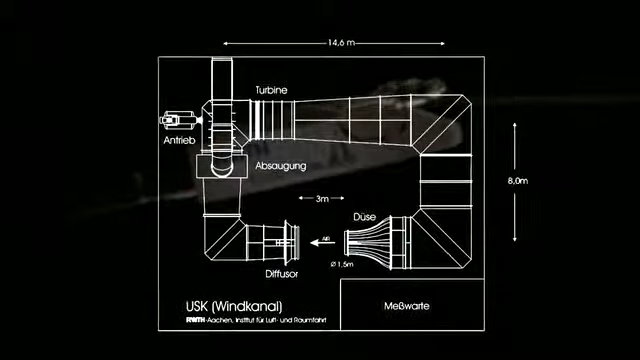 14,6 m
Turbine
Antrieb
Absaugung
8,0m
3m
Düse
AIR
Ø 1,5m
Diffusor
USK (Windkanal)
RWTH-Aachen, Institut für Luft- und Raumfahrt
Meßwarte